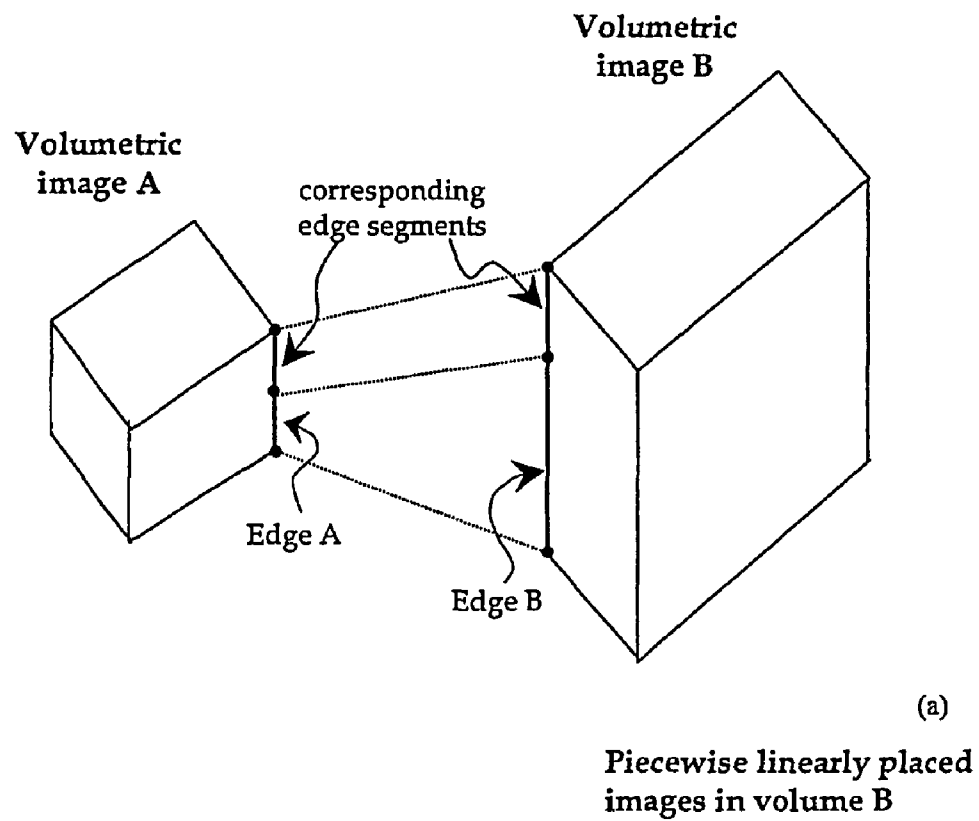 Volumetric
image B
Volumetric
image A
corresponding
edge segments
Edge A
Edge B
(a)
Piecewise linearly placed
images in volume B